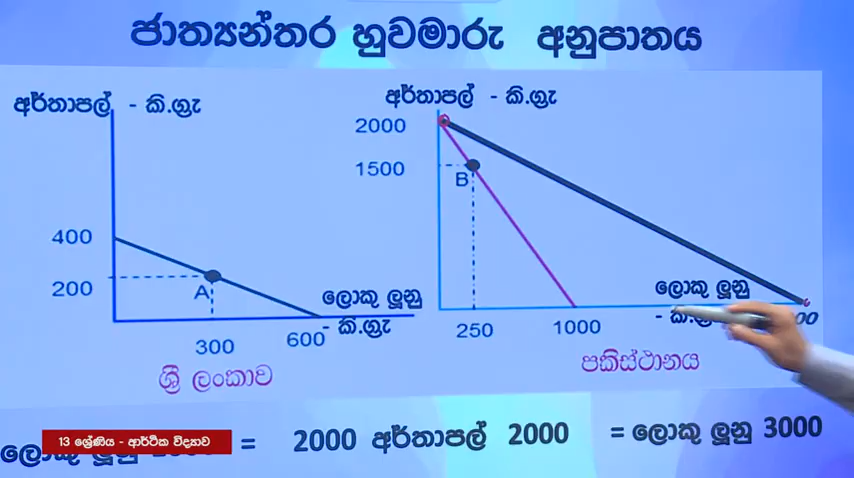 ජාත්‍යන්තර හුවමාරු අනුපාතය
අර්තාපල් - කි.ග්‍රෑ
400
200
A
300
600
ලොකු ලූනු
- කි.ග්‍රෑ
ශ්‍රී ලංකාව
අර්තාපල් - කි.ග්‍රෑ
2000
1500
B
250
1000
ලොකු ලූනු
- කි.ග්‍රෑ
පකිස්ථානය
13 ශ්‍රේණිය - ආර්ථික විද්‍යාව
= 2000 අර්තාපල් 2000 = ලොකු ලූනු 3000